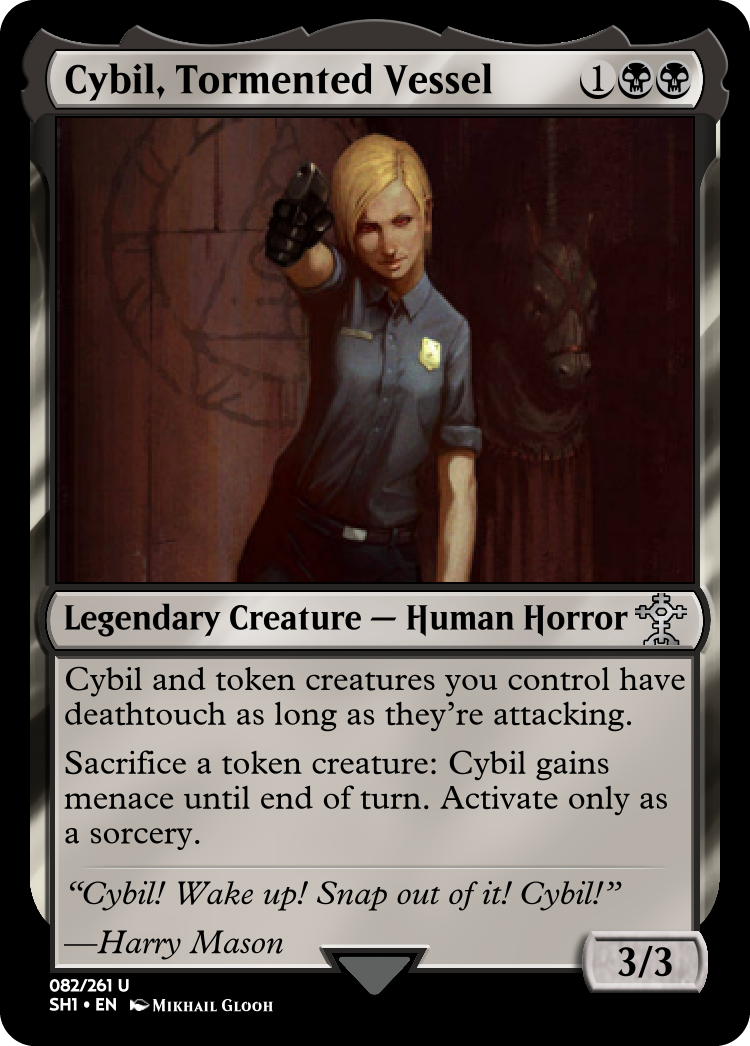 Cybil, Tormented Vessel 1
Legendary Creature — Human Horror
Cybil and token creatures you control have
deathtouch as long as they’re attacking.
Sacrifice a token creature: Cybil gains
menace until end of turn. Activate only as
a sorcery.
“Cybil! Wake up! Snap out of it! Cybil!”
—Harry Mason
3/3
082/261 U
SH1 • EN Mikhail Glooh